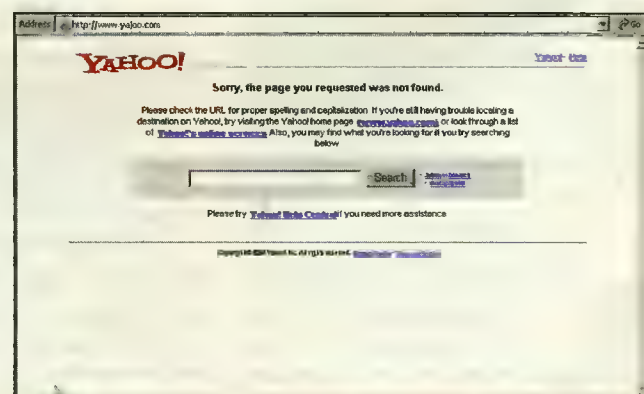 Address http://www.yajoo.com Go
YAHOO!
Yahoo! - Help
Sorry, the page you requested was not found.
Please check the URL for proper spelling and capitalization. If you're still having trouble locating a
destination on Yahoo!, try visiting the Yahoo! home page or look through a list
of Yahoo!'s online services Also, you may find what you're looking for if you try searching
below
Search
Please try Yahoo! Help Central if you need more assistance